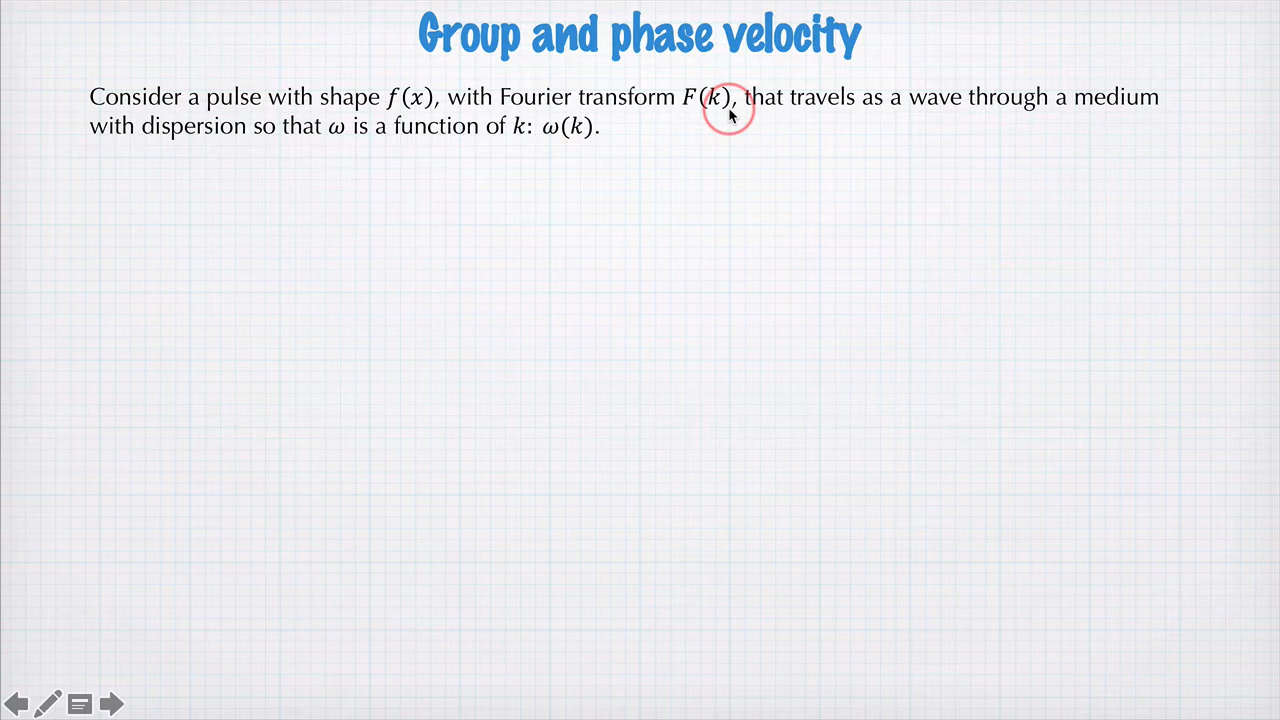 Group and phase velocity
Consider a pulse with shape f(x), with Fourier transform F(k), that travels as a wave through a medium
with dispersion so that ω is a function of k: ω(k).